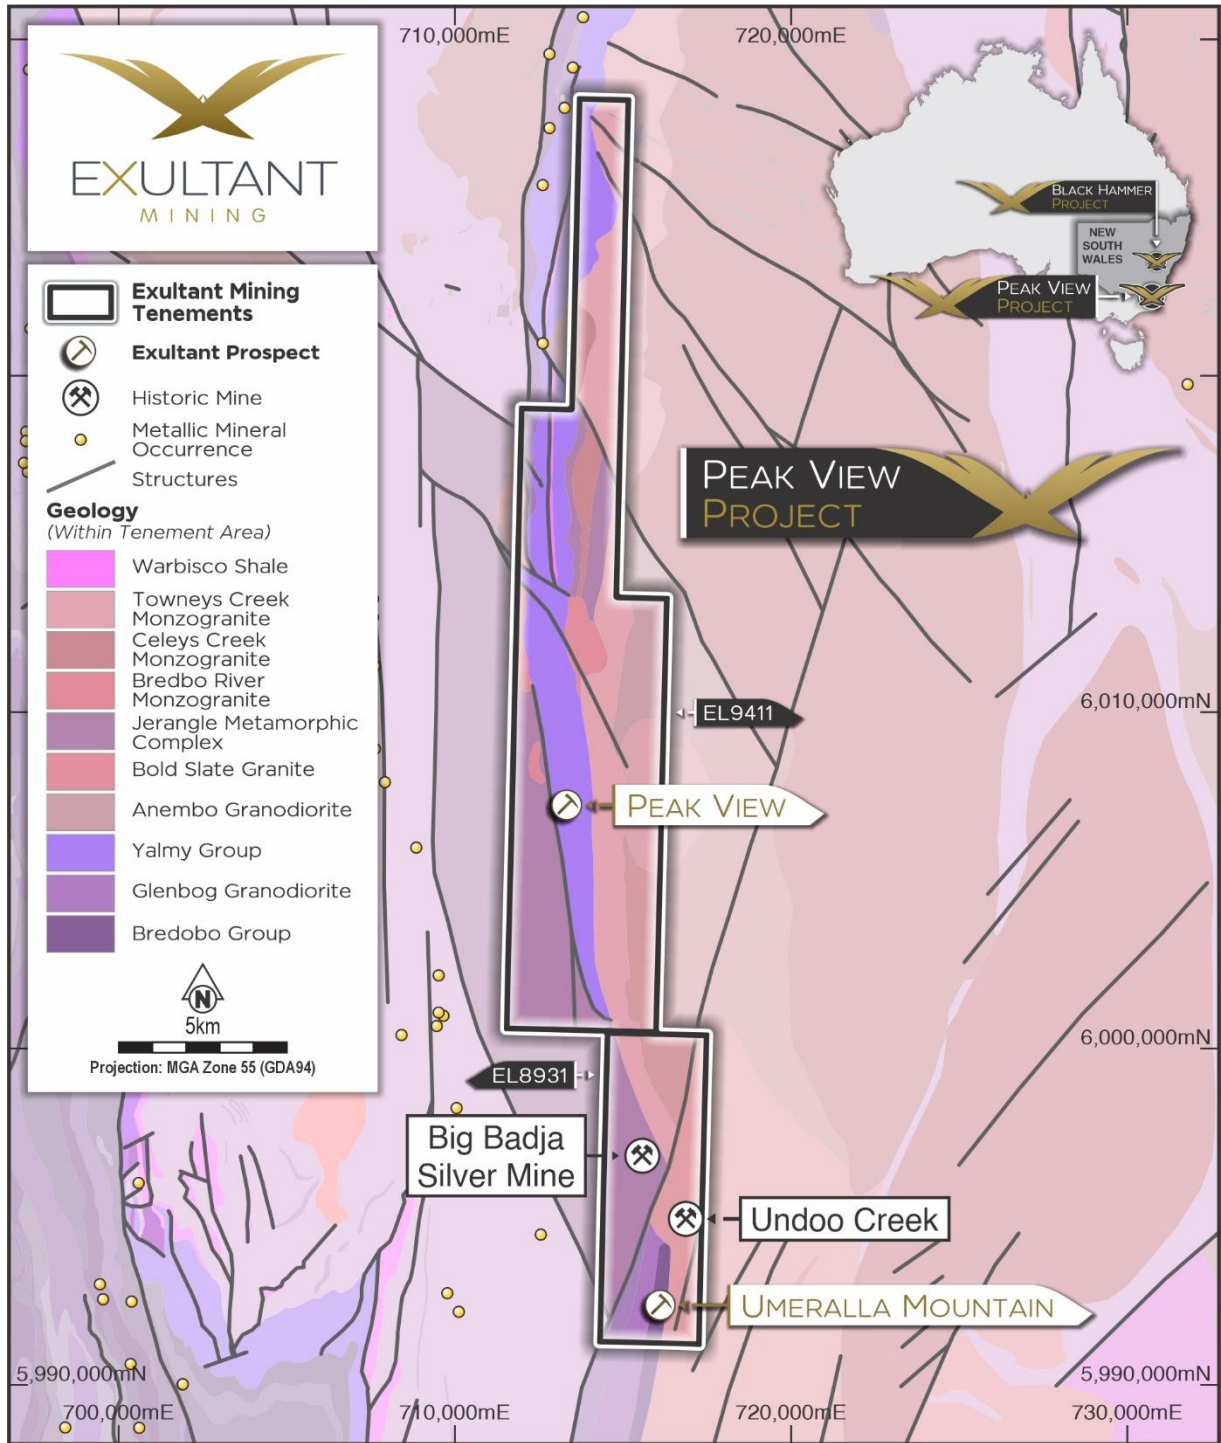 710,000mE
720,000mE
EXULTANT
MINING
BLACK HAMMER
PROJECT
NEW
SOUTH
WALES
PEAK VIEW
PROJECT
Exultant Mining
Tenements
Exultant Prospect
Historic Mine
Metallic Mineral
Occurrence
Structures
Geology
(Within Tenement Area)
Warbisco Shale
Towneys Creek
Monzogranite
Celeys Creek
Monzogranite
Bredbo River
Monzogranite
Jerangle Metamorphic
Complex
Bold Slate Granite
Anembo Granodiorite
Yalmy Group
Glenbog Granodiorite
Bredobo Group
N
5km
Projection: MGA Zone 55 (GDA94)
PEAK VIEW
PROJECT
6,010,000mN
EL9411
PEAK VIEW
6,000,000mN
EL8931
Big Badja
Silver Mine
Undoo Creek
UMERALLA MOUNTAIN
5,990,000mN
5,990,000mN
700,000mE
710,000mE
720,000mE
730,000mE